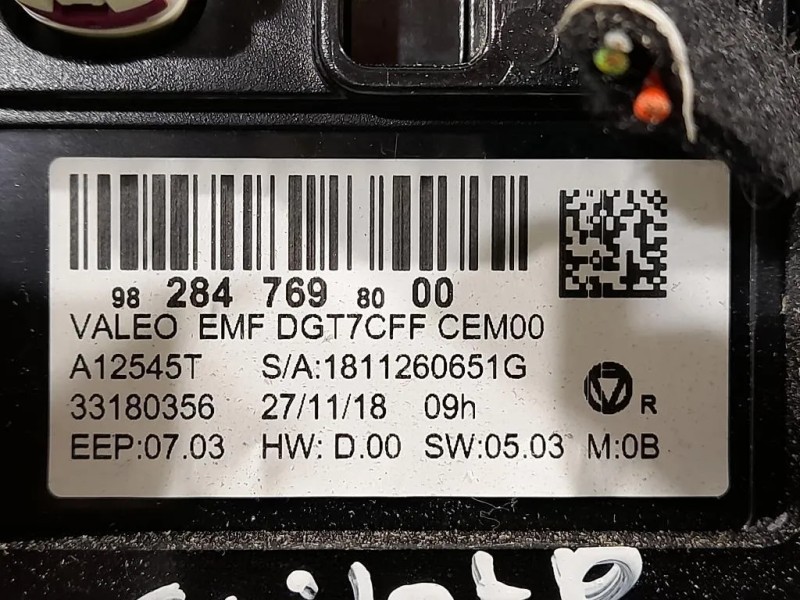 98 284 769 80 00
VALEO EMF DGT7CFF CEM00
A12545T S/A:1811260651G
33180356 27/11/18 09h
R
EEP:07.03 HW: D.00 SW:05.03 M:0B